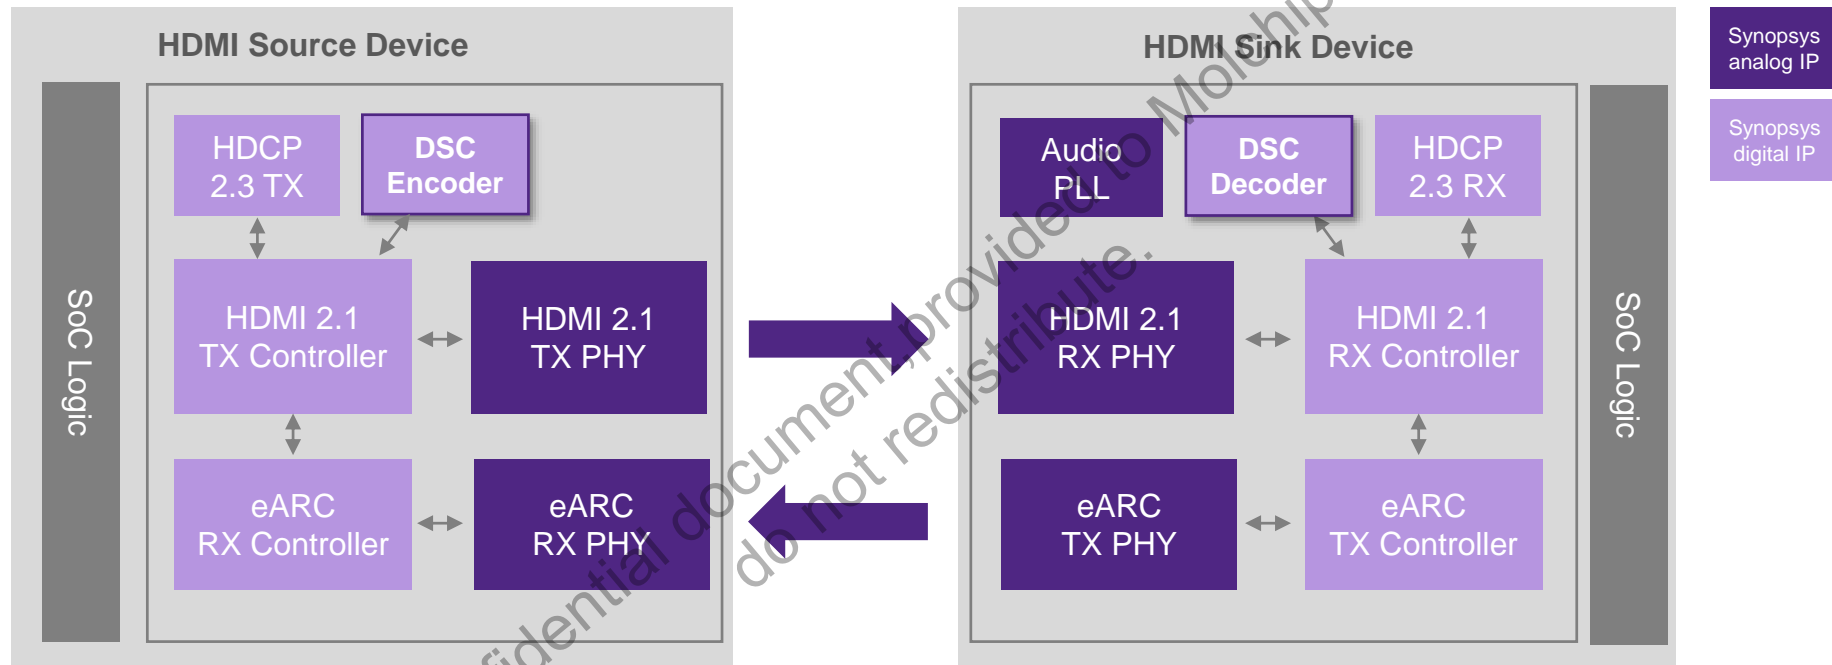 HDMI Source Device
SoC Logic
HDCP
2.3 TX
DSC
Encoder
HDMI 2.1
TX Controller
HDMI 2.1
TX PHY
eARC
RX Controller
eARC
RX PHY
HDMI Sink Device
Audio
PLL
DSC
Decoder
HDCP
2.3 RX
HDMI 2.1
RX PHY
HDMI 2.1
RX Controller
eARC
TX PHY
eARC
TX Controller
SoC Logic
Synopsys
analog IP
Synopsys
digital IP
document,provided to Molchip
do not redistribute.